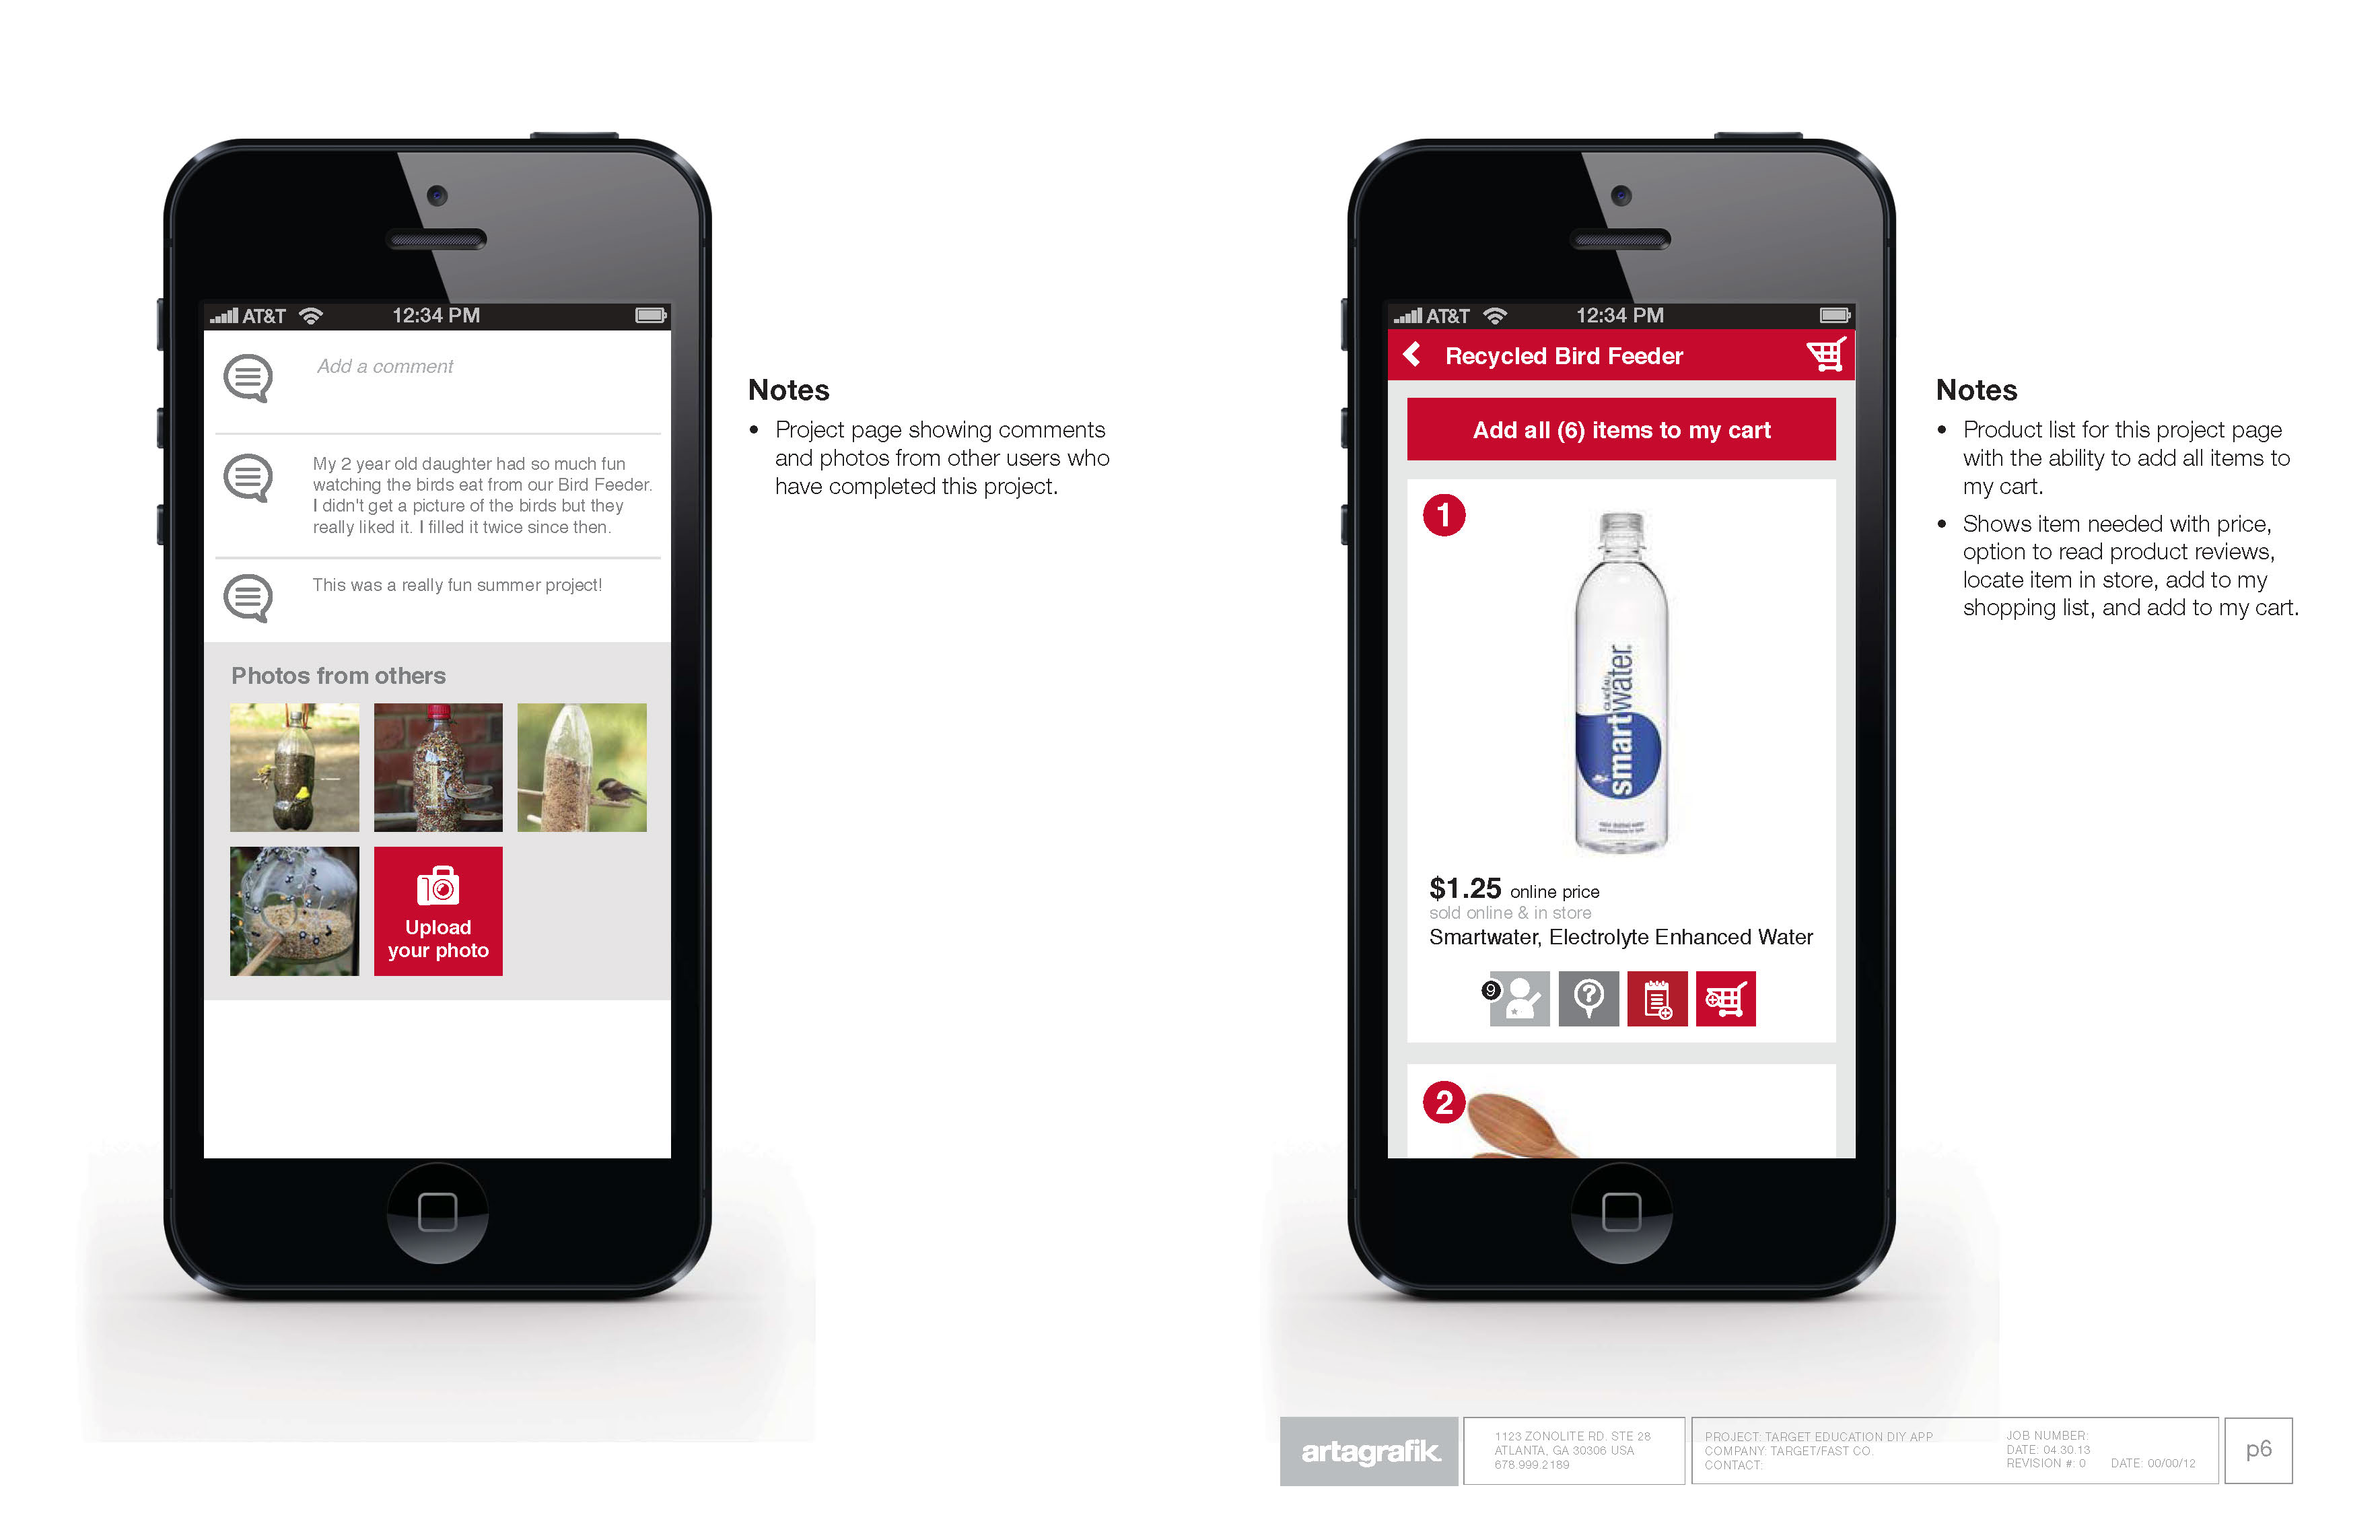 AT&T 12:34 PM
Add a comment
My 2 year old daughter had so much fun
watching the birds eat from our Bird Feeder.
I didn't get a picture of the birds but they
really liked it. I filled it twice since then.
This was a really fun summer project!
Photos from others
Upload
your photo
Notes
• Project page showing comments
and photos from other users who
have completed this project.
AT&T 12:34 PM
Recycled Bird Feeder
Add all (6) items to my cart
1
GLACÉAU
smartwater.
$1.25 online price
sold online & in store
Smartwater, Electrolyte Enhanced Water
9
?
2
Notes
• Product list for this project page
with the ability to add all items to
my cart.
• Shows item needed with price,
option to read product reviews,
locate item in store, add to my
shopping list, and add to my cart.
artagrafik.
1123 ZONOLITE RD. STE 28
ATLANTA, GA 30306 USA
678.999.2189
PROJECT: TARGET EDUCATION DIY APP
COMPANY: TARGET/FAST CO.
CONTACT:
JOB NUMBER:
DATE: 04.30.13
REVISION #: 0 DATE: 00/00/12
p6